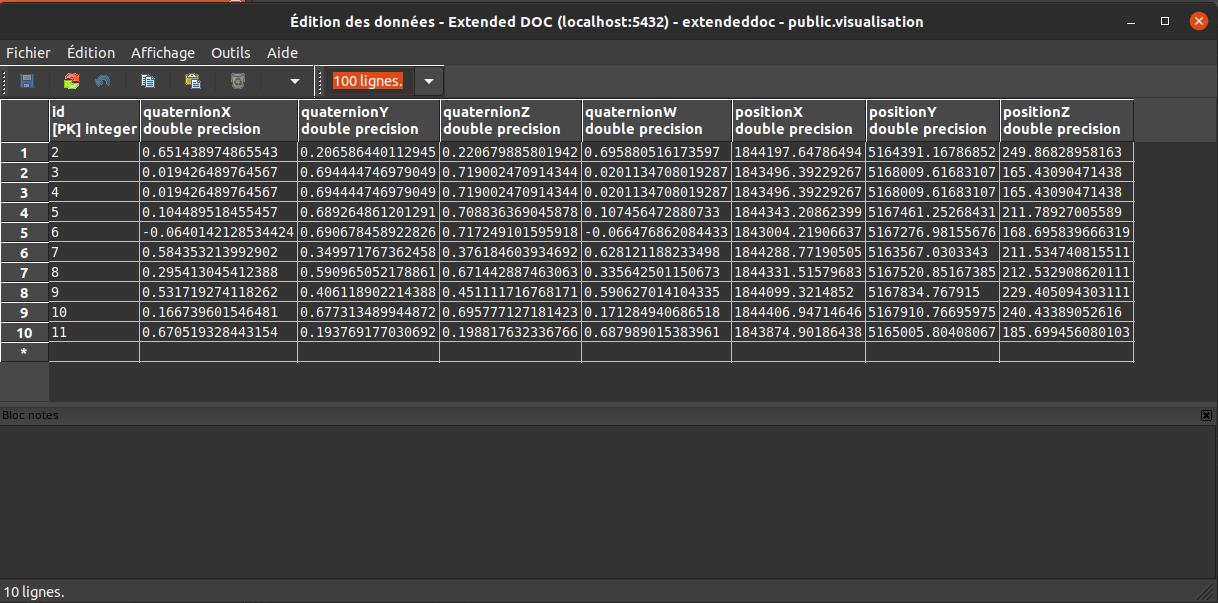 Édition des données - Extended DOC (localhost:5432) - extendeddoc - public.visualisation
Fichier Édition Affichage Outils Aide
100 lignes.
id quaternionX quaternionY quaternionZ quaternionW positionX positionY positionZ
[PK] integer double precision double precision double precision double precision double precision double precision double precision
1 2 0.651438974865543 0.206586440112945 0.220679885801942 0.695880516173597 1844197.64786494 5164391.16786852 249.86828958163
2 3 0.019426489764567 0.694444746979049 0.719002470914344 0.0201134708019287 1843496.39229267 5168009.61683107 165.43090471438
3 4 0.019426489764567 0.694444746979049 0.719002470914344 0.0201134708019287 1843496.39229267 5168009.61683107 165.43090471438
4 5 0.104489518455457 0.689264861201291 0.708836369045878 0.107456472880733 1844343.20862399 5167461.25268431 211.78927005589
5 6 -0.0640142128534424 0.690678458922826 0.717249101595918 -0.066476862084433 1843004.21906637 5167276.98155676 168.695839666319
6 7 0.584353213992902 0.349971767362458 0.376184603934692 0.628121188233498 1844288.77190505 5163567.0303343 211.534740815511
7 8 0.295413045412388 0.590965052178861 0.671442887463063 0.335642501150673 1844331.51579683 5167520.85167385 212.532908620111
8 9 0.531719274118262 0.406118902214388 0.451111716768171 0.590627014104335 1844099.3214852 5167834.767915 229.405094303111
9 10 0.166739601546481 0.677313489944872 0.695777127181423 0.171284940686518 1844406.94714646 5167910.76695975 240.43389052616
10 11 0.670519328443154 0.193769177030692 0.198817632336766 0.687989015383961 1843874.90186438 5165005.80408067 185.699456080103
*
Bloc notes
10 lignes.